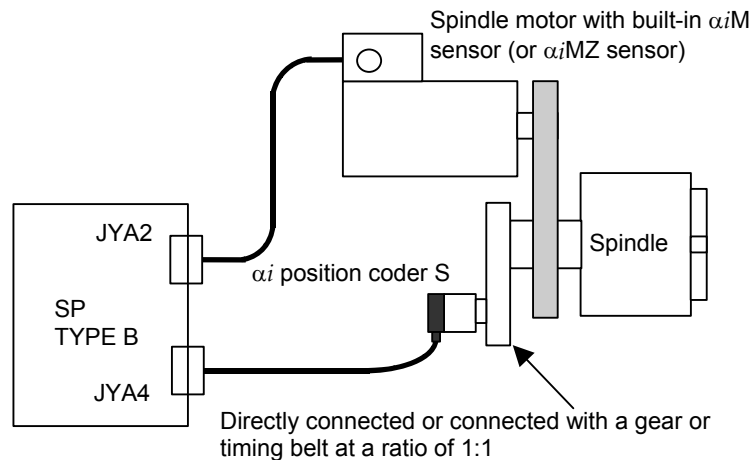 Spindle motor with built-in αiM
sensor (or αiMZ sensor)
JYA2
αi position coder S
Spindle
SP
TYPE B
JYA4
Directly connected or connected with a gear or
timing belt at a ratio of 1:1